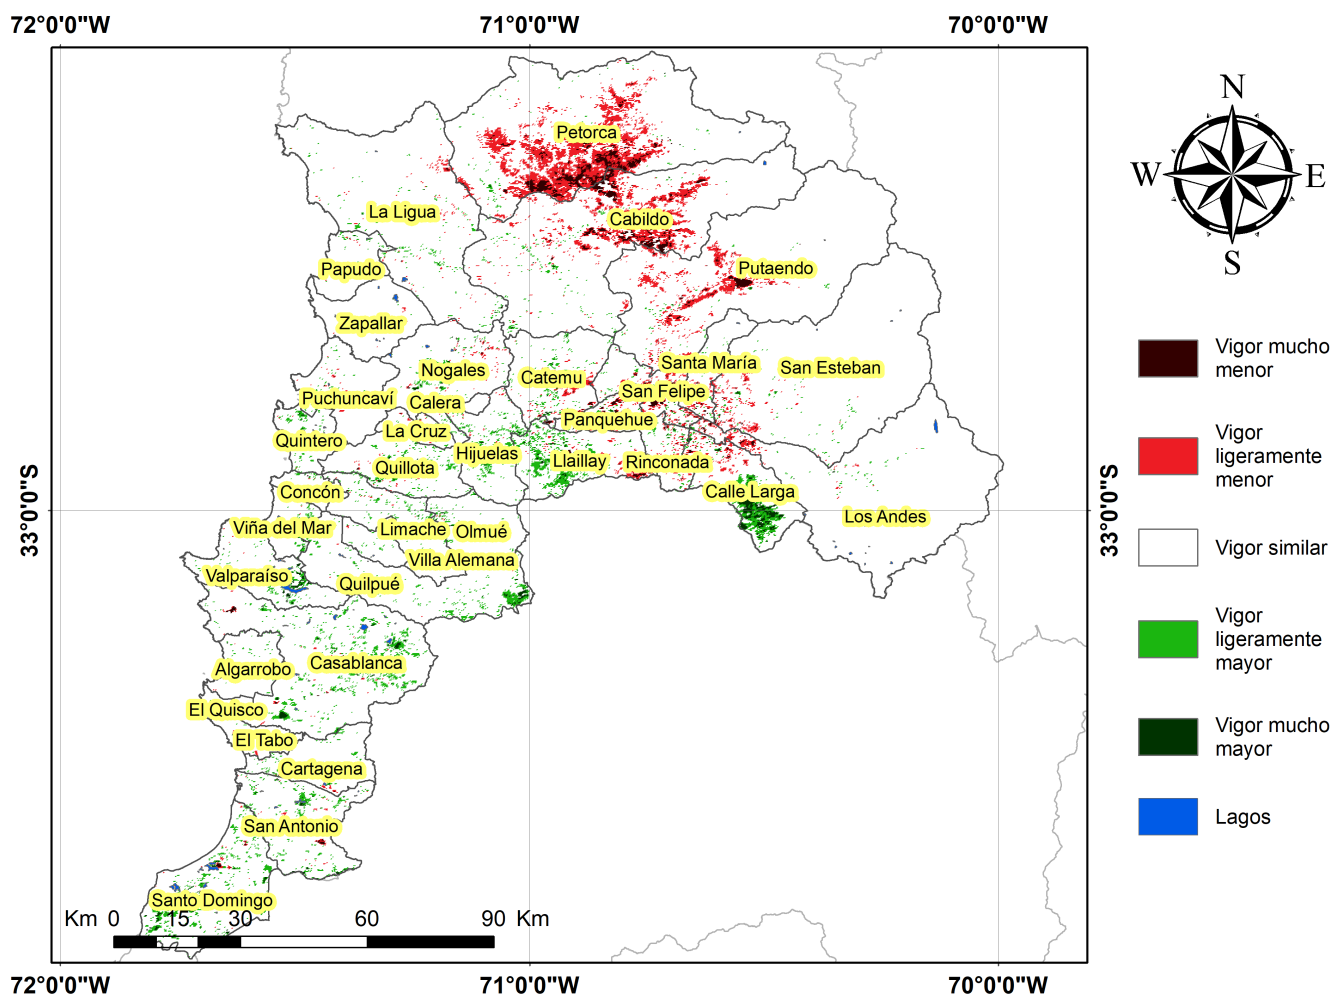 72°0'0"W
71°0'0"W
70°0'0"W
N
W
E
S
Petorca
La Ligua
Cabildo
Papudo
Putaendo
Zapallar
Santa María
Nogales
Catemu
San Esteban
San Felipe
Puchuncaví
Calera
Panquehue
La Cruz
Quintero
Hijuelas
Llaillay
Rinconada
Quillota
Concón
Calle Larga
Los Andes
Viña del Mar
Limache
Olmué
Villa Alemana
Valparaíso
Quilpué
Casablanca
Algarrobo
El Quisco
El Tabo
Cartagena
San Antonio
Santo Domingo
33°0'0"S
33°0'0"S
Vigor mucho
menor
Vigor
ligeramente
menor
Vigor similar
Vigor
ligeramente
mayor
Vigor mucho
mayor
Lagos
Km 0 15 30 60 90 Km
72°0'0"W
71°0'0"W
70°0'0"W